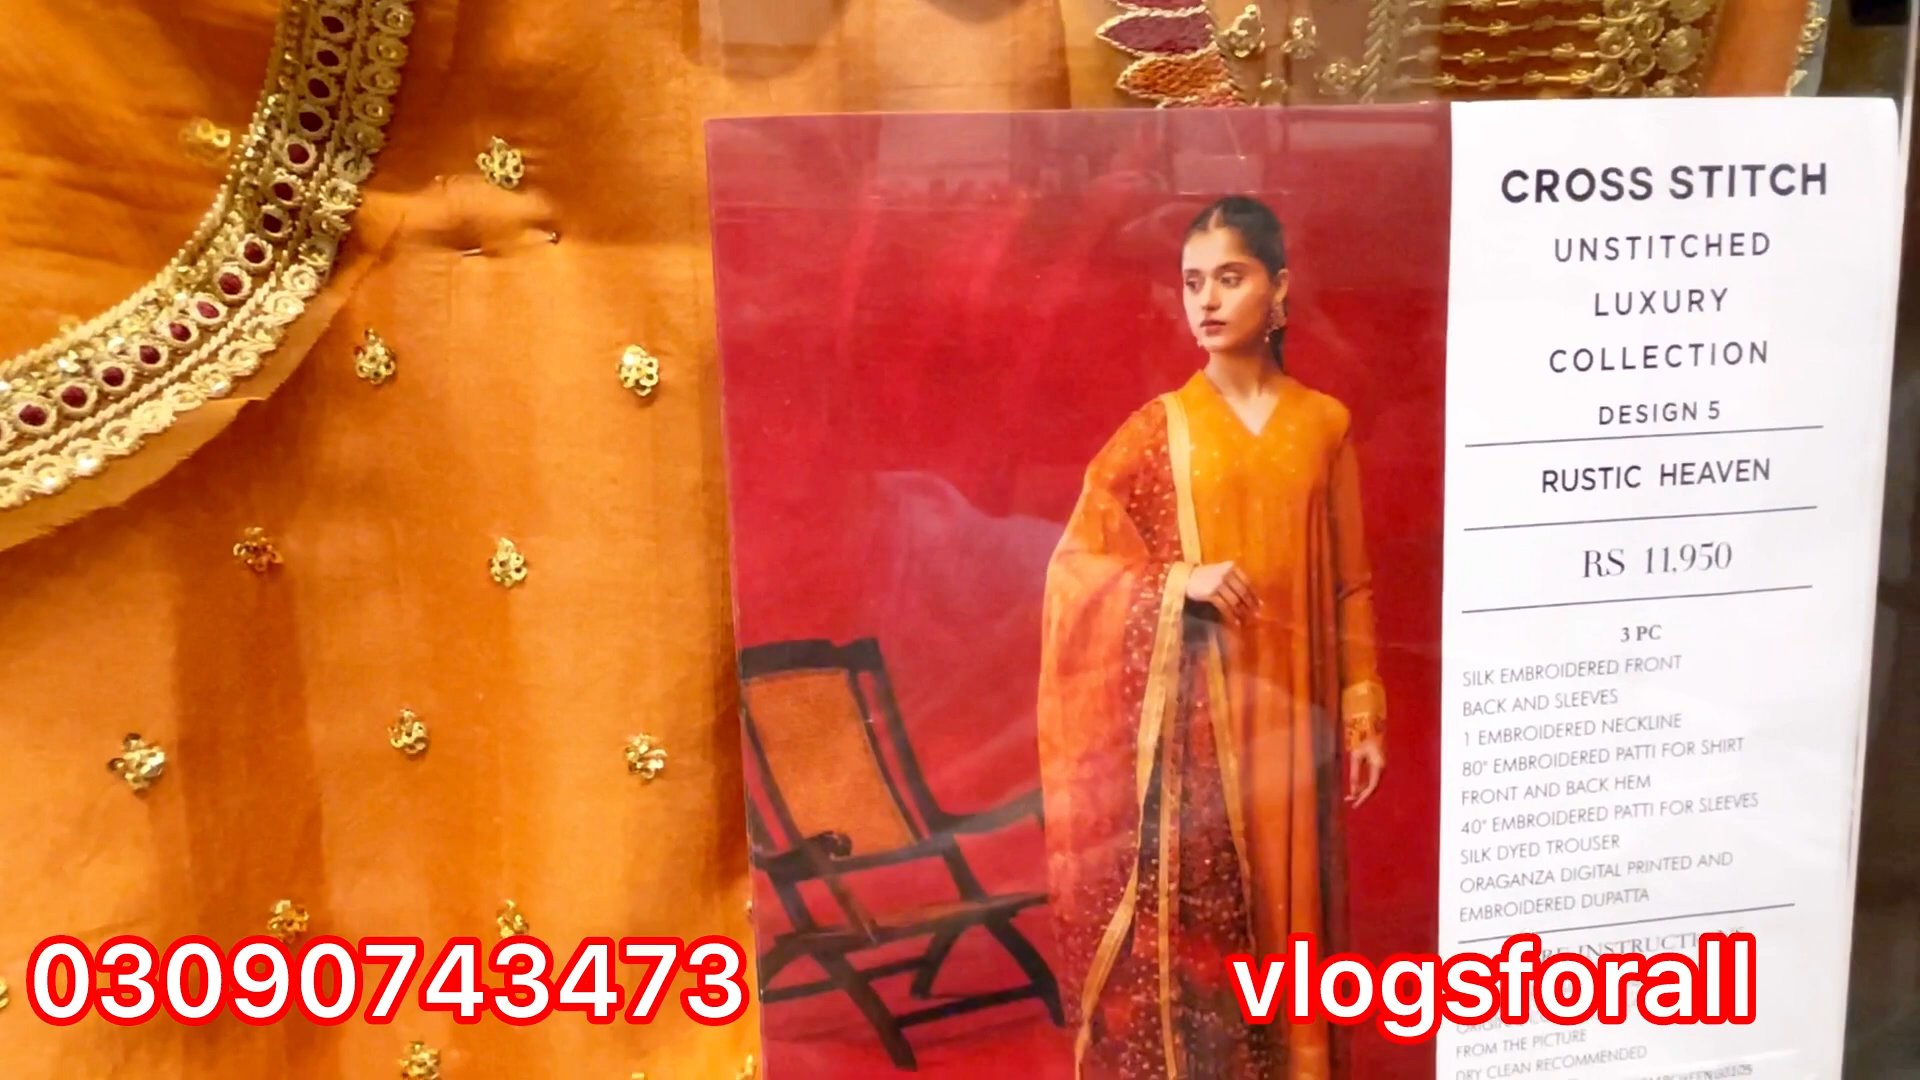 CROSS STITCH
UNSTITCHED
LUXURY
COLLECTION
DESIGN 5
RUSTIC HEAVEN
RS 11,950
3 PC
SILK EMBROIDERED FRONT
BACK AND SLEEVES
1 EMBROIDERED NECKLINE
80" EMBROIDERED PATTI FOR SHIRT
FRONT AND BACK HEM
40" EMBROIDERED PATTI FOR SLEEVES
SILK DYED TROUSER
ORAGANZA DIGITAL PRINTED AND
EMBROIDERED DUPATTA
INSTRUCTIONS
03090743473
vlogsforall
FROM THE PICTURE
DRY CLEAN RECOMMENDED